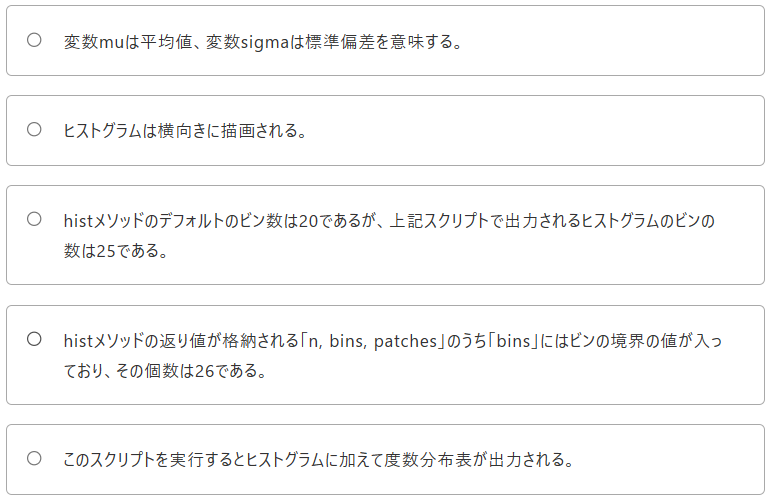 変数muは平均値、変数sigmaは標準偏差を意味する。
ヒストグラムは横向きに描画される。
histメソッドのデフォルトのビン数は20であるが、上記スクリプトで出力されるヒストグラムのビンの
数は25である。
histメソッドの返り値が格納される「n, bins, patches」のうち「bins」にはビンの境界の値が入っ
ており、その個数は26である。
このスクリプトを実行するとヒストグラムに加えて度数分布表が出力される。